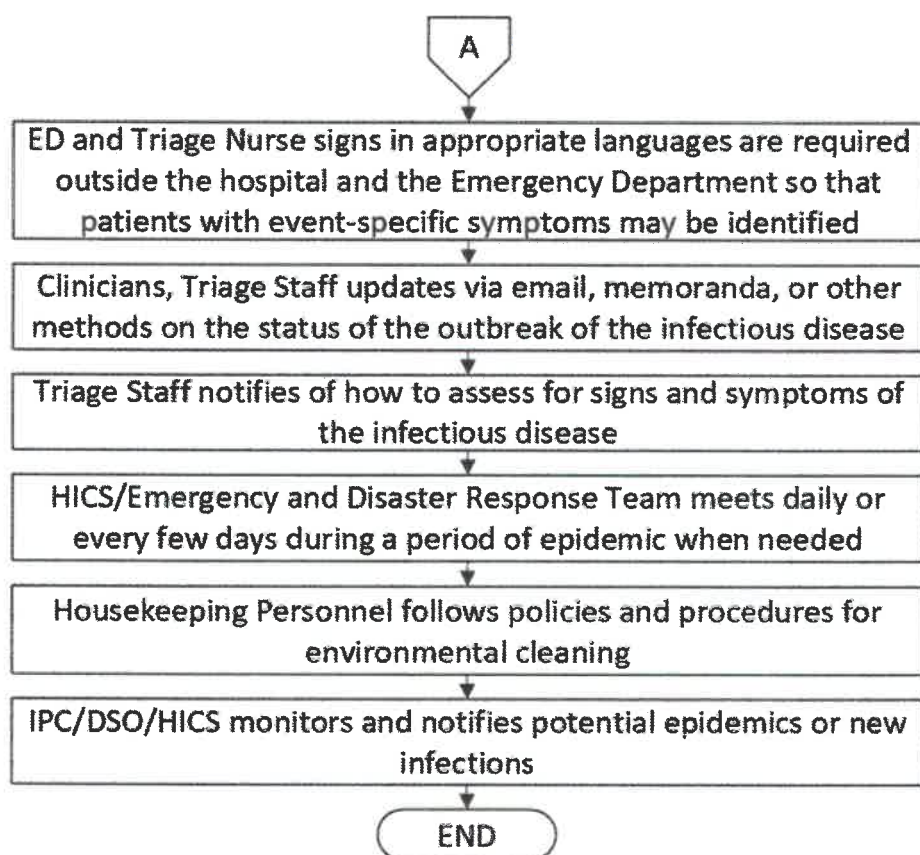 A
ED and Triage Nurse signs in appropriate languages are required
outside the hospital and the Emergency Department so that
patients with event-specific symptoms may be identified
Clinicians, Triage Staff updates via email, memoranda, or other
methods on the status of the outbreak of the infectious disease
Triage Staff notifies of how to assess for signs and symptoms of
the infectious disease
HICS/Emergency and Disaster Response Team meets daily or
every few days during a period of epidemic when needed
Housekeeping Personnel follows policies and procedures for
environmental cleaning
IPC/DSO/HICS monitors and notifies potential epidemics or new
infections
END